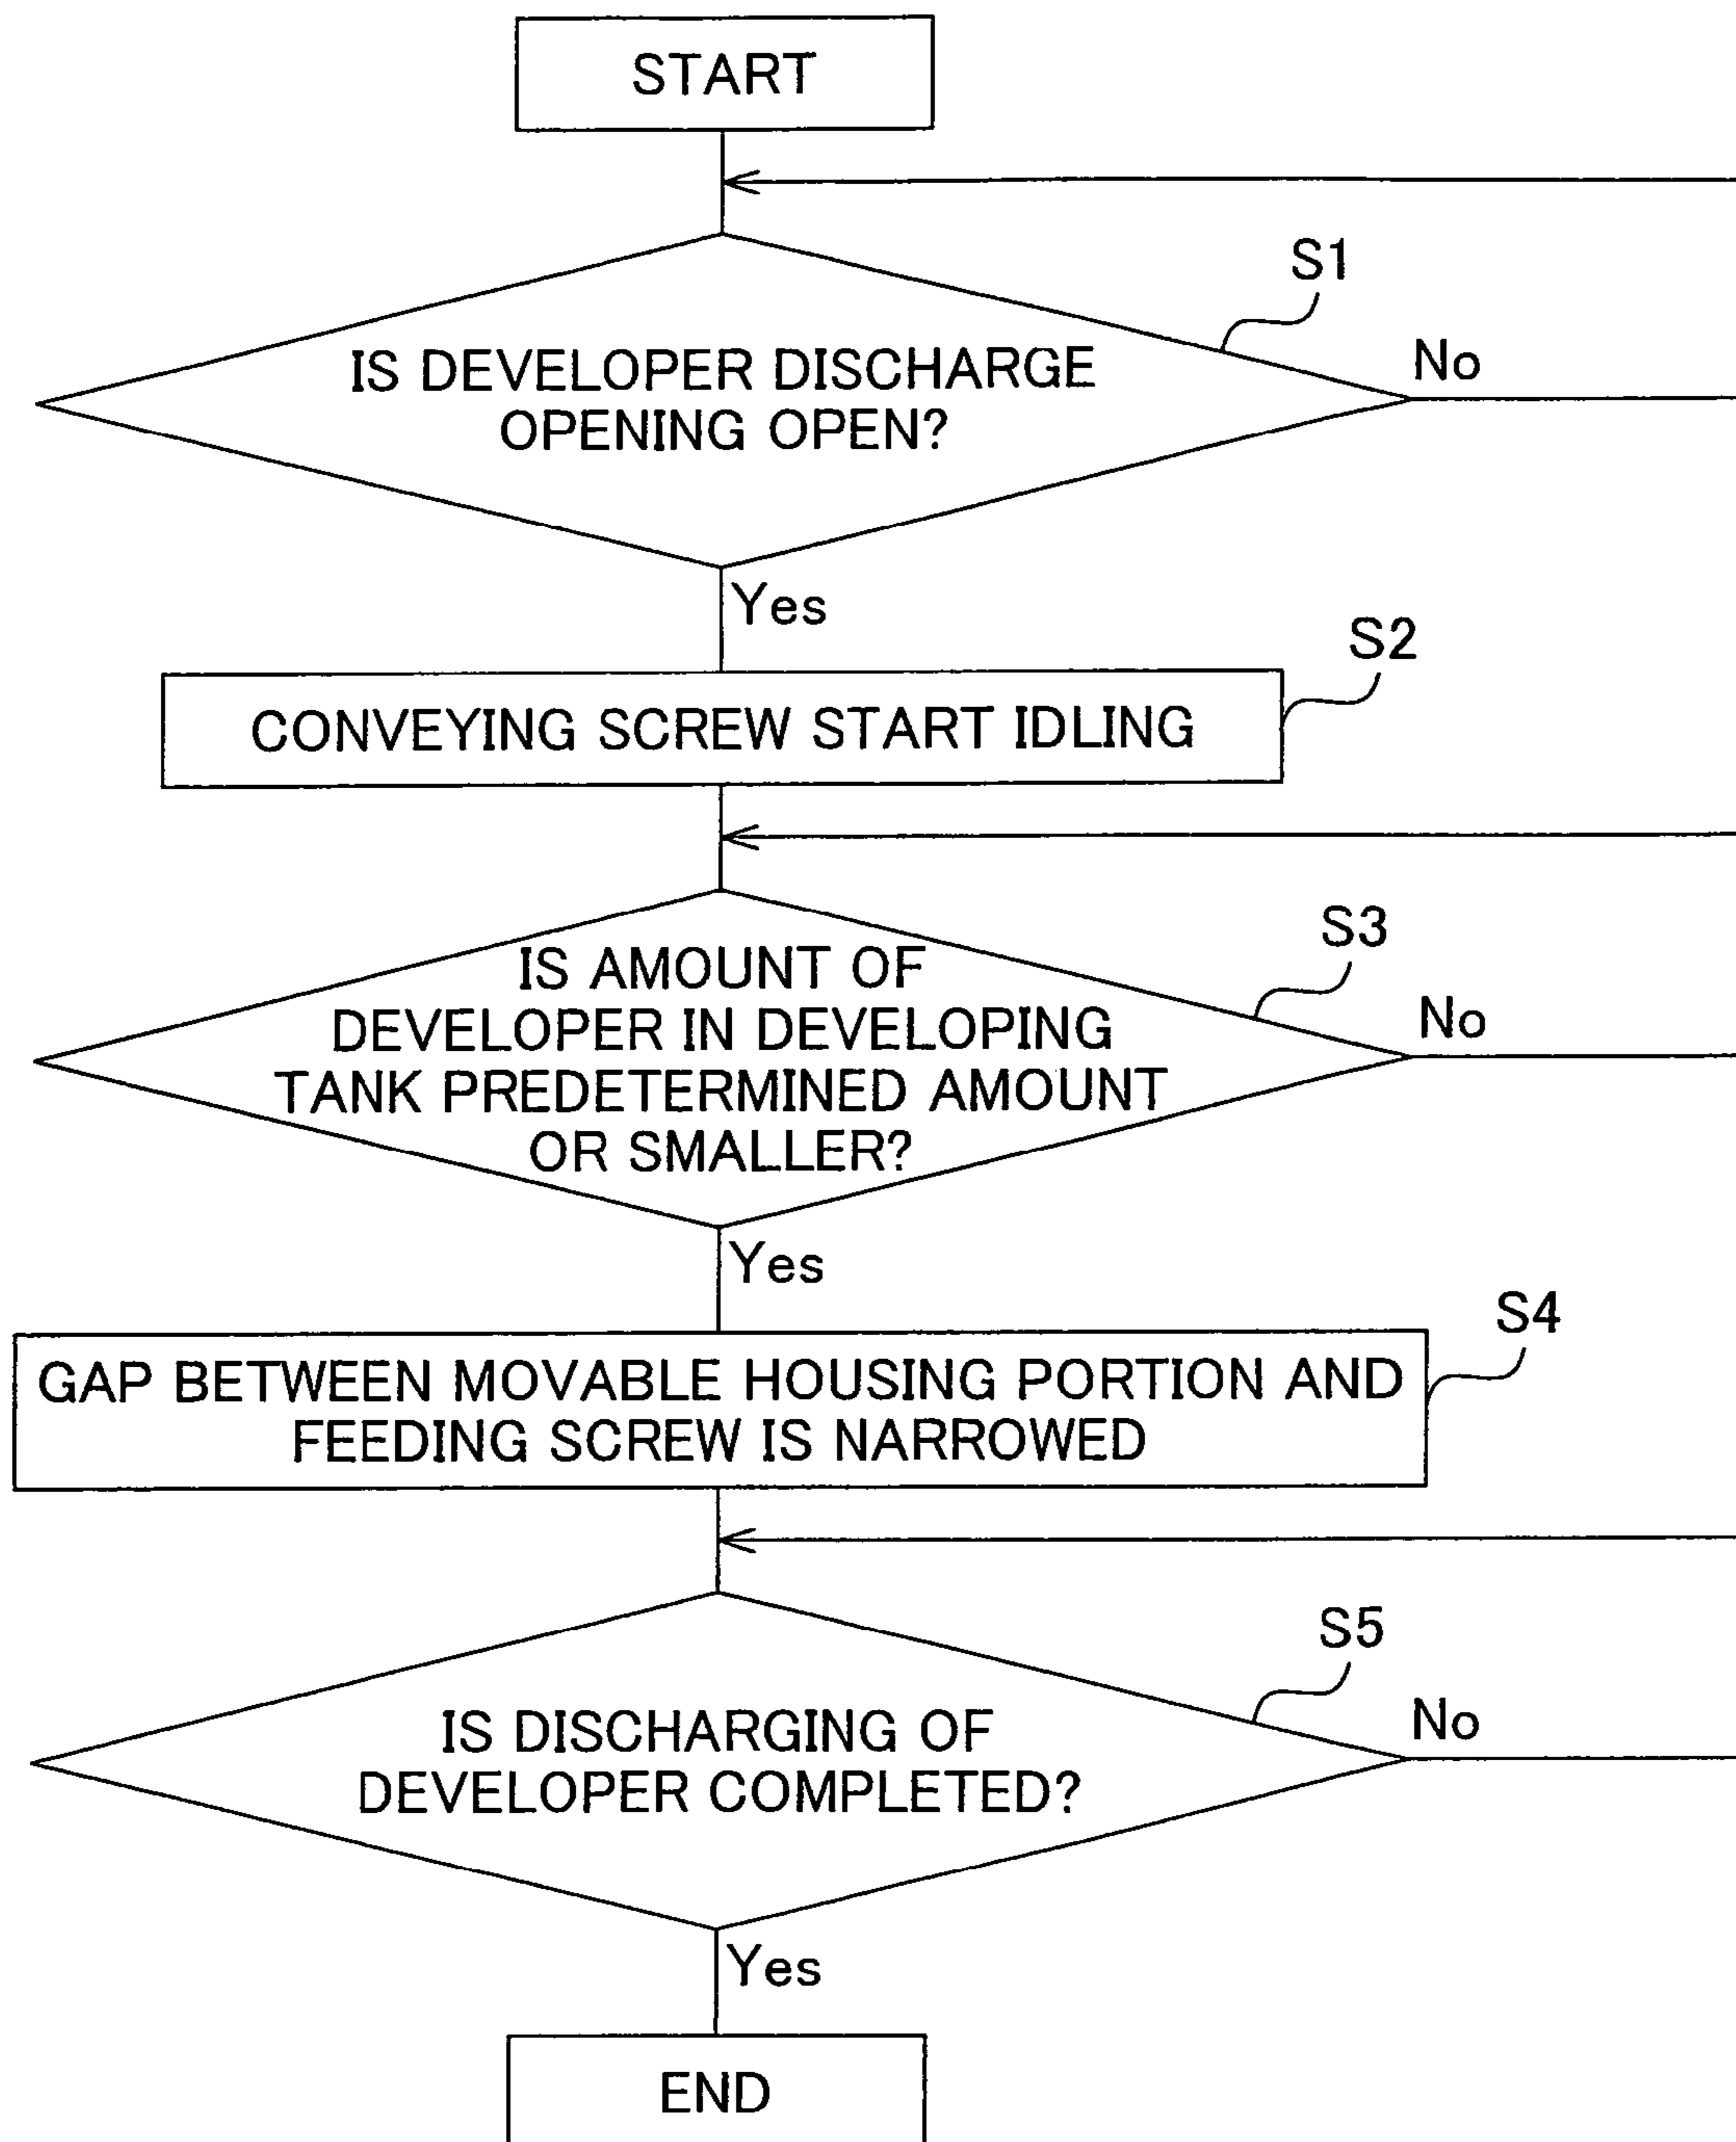 START
S1
IS DEVELOPER DISCHARGE
OPENING OPEN?
No
Yes
S2
CONVEYING SCREW START IDLING
S3
IS AMOUNT OF
DEVELOPER IN DEVELOPING
TANK PREDETERMINED AMOUNT
OR SMALLER?
No
Yes
S4
GAP BETWEEN MOVABLE HOUSING PORTION AND
FEEDING SCREW IS NARROWED
S5
IS DISCHARGING OF
DEVELOPER COMPLETED?
No
Yes
END